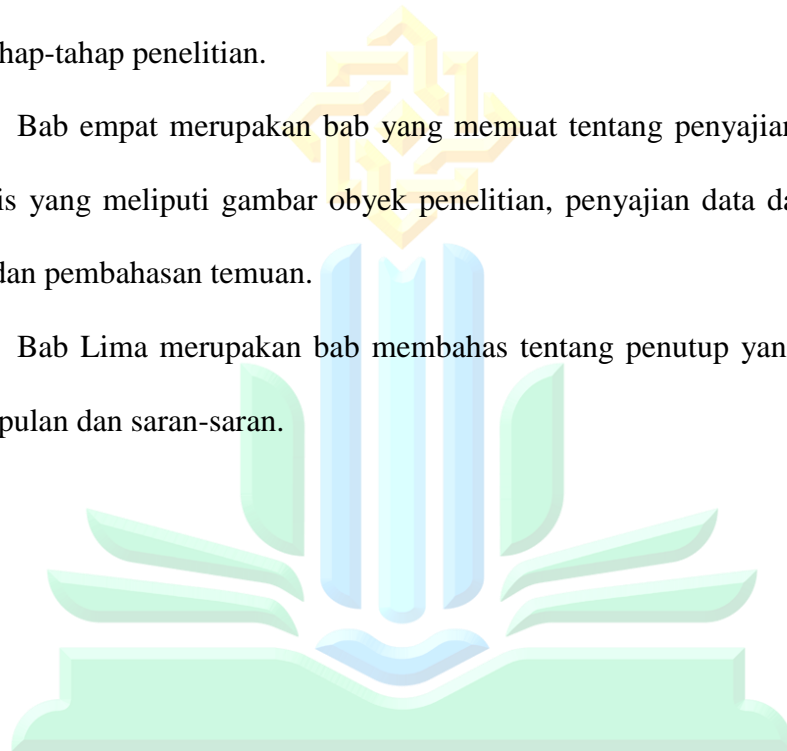 hap-tahap penelitian.
Bab empat merupakan bab yang memuat tentang penyajian
is yang meliputi gambar obyek penelitian, penyajian data da
dan pembahasan temuan.
Bab Lima merupakan bab membahas tentang penutup yan
pulan dan saran-saran.